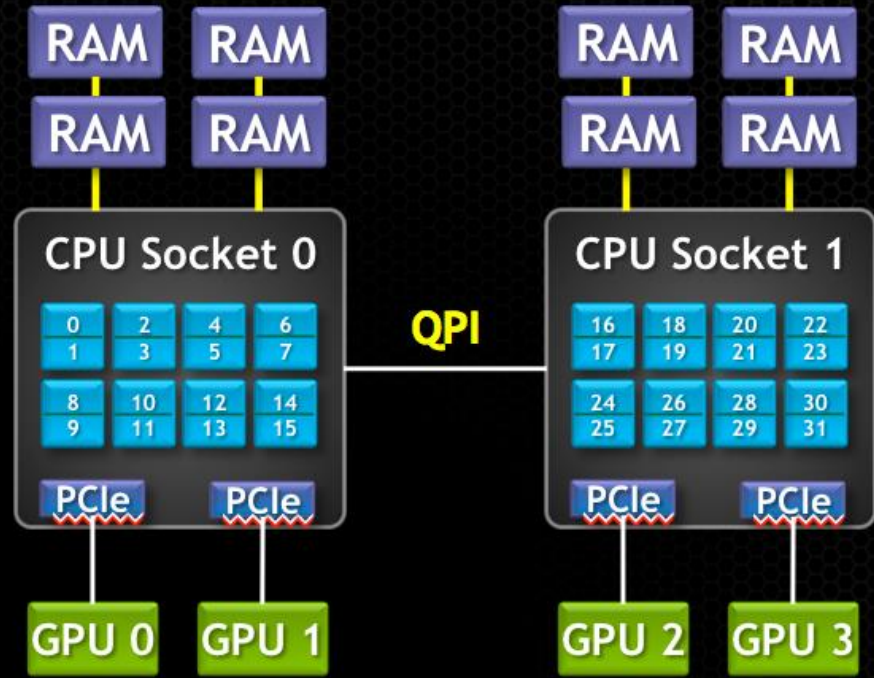 RAM RAM RAM RAM
RAM RAM RAM RAM
CPU Socket 0 CPU Socket 1
QPI
0 2 4 6 16 18 20 22
1 3 5 7 17 19 21 23
8 10 12 14 24 26 28 30
9 11 13 15 25 27 29 31
PCIe PCIe PCIe PCIe
GPU 0 GPU 1 GPU 2 GPU 3